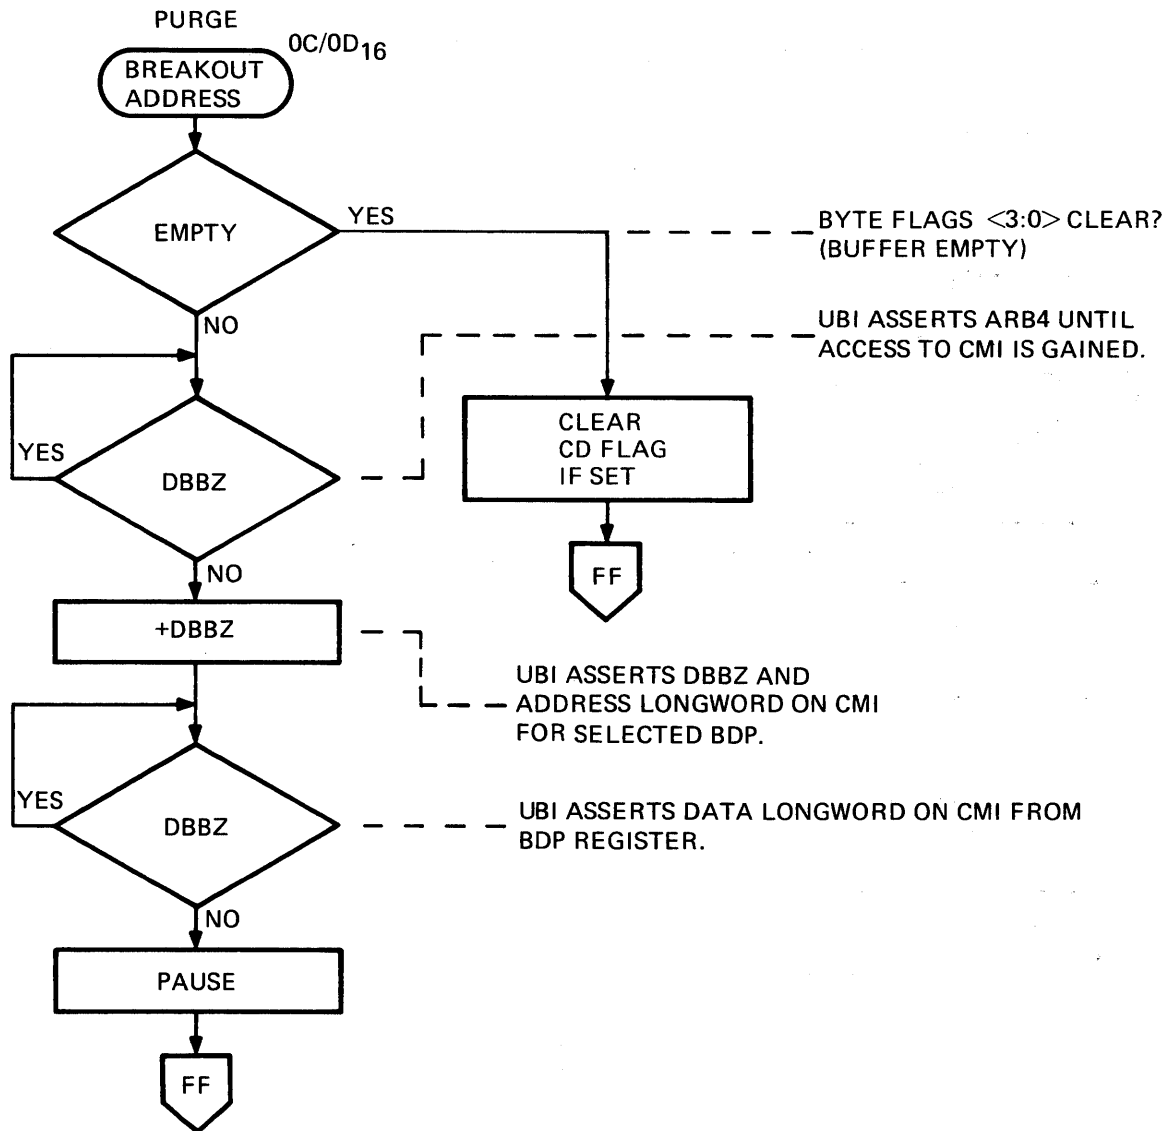 PURGE
0C/0D16
BREAKOUT
ADDRESS
EMPTY
YES
BYTE FLAGS <3:0> CLEAR?
(BUFFER EMPTY)
NO
UBI ASSERTS ARB4 UNTIL
ACCESS TO CMI IS GAINED.
CLEAR
CD FLAG
IF SET
YES
DBBZ
NO
FF
+DBBZ
UBI ASSERTS DBBZ AND
ADDRESS LONGWORD ON CMI
FOR SELECTED BDP.
YES
DBBZ
UBI ASSERTS DATA LONGWORD ON CMI FROM
BDP REGISTER.
NO
PAUSE
FF